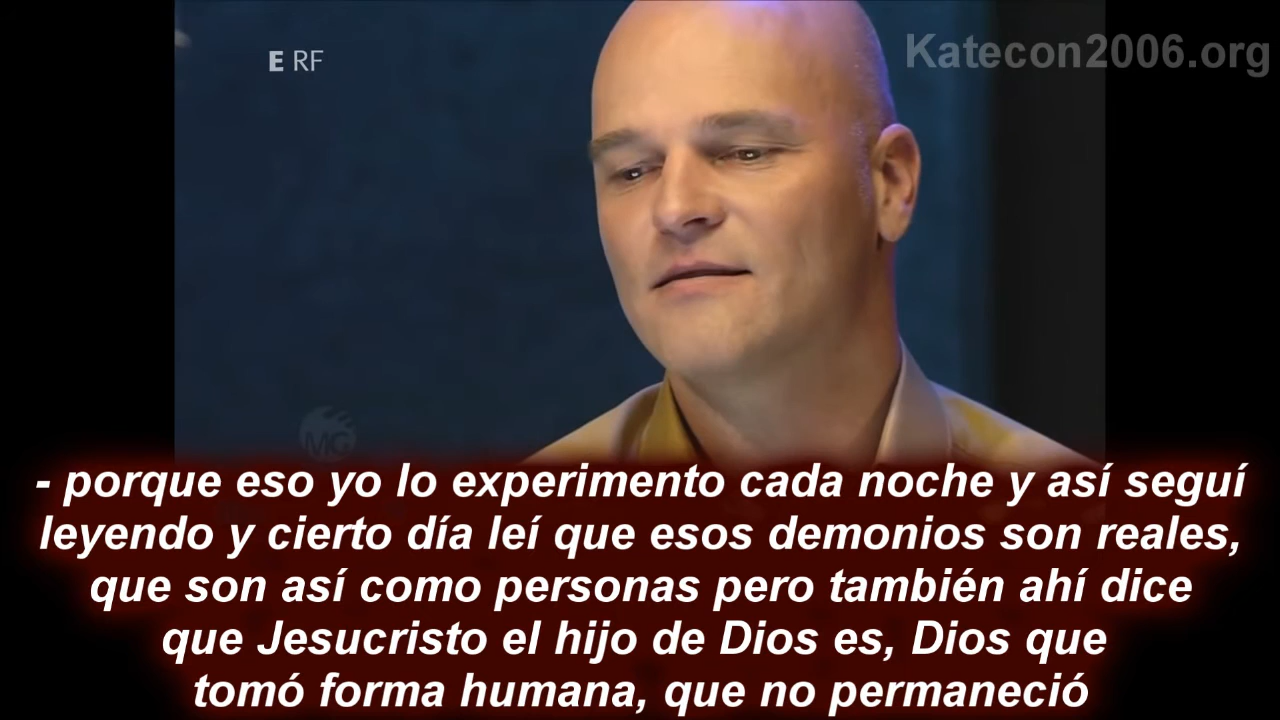 Katecon2006.org
E RF
MG
- porque eso yo lo experimento cada noche y así seguí
leyendo y cierto día leí que esos demonios son reales,
que son así como personas pero también ahí dice
que Jesucristo el hijo de Dios es, Dios que
tomó forma humana, que no permaneció